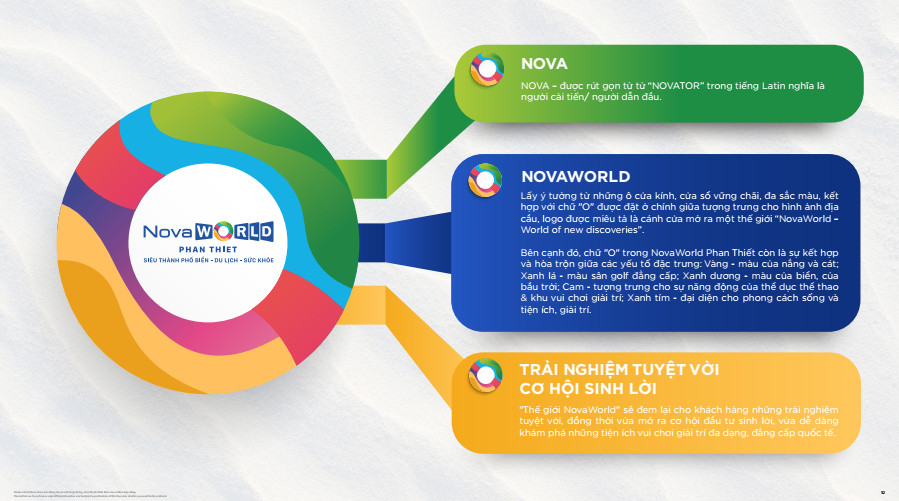 NovaWORLD
PHAN THIET
SIÊU THÀNH PHỐ BIỂN - DU LỊCH - SỨC KHỎE
NOVA
NOVA – được rút gọn từ từ "NOVATOR" trong tiếng Latin nghĩa là
người cải tiến/ người dẫn đầu.
NOVAWORLD
Lấy ý tưởng từ những ô cửa kính, cửa sổ vững chãi, đa sắc màu, kết
hợp với chữ "O" được đặt ở chính giữa tượng trưng cho hình ảnh địa
cầu, logo được miêu tả là cánh cửa mở ra một thế giới "NovaWorld –
World of new discoveries".
Bên cạnh đó, chữ "O" trong NovaWorld Phan Thiết còn là sự kết hợp
và hòa trộn giữa các yếu tố đặc trưng: Vàng - màu của nắng và cát;
Xanh lá - màu sân golf đẳng cấp; Xanh dương - màu của biển, của
bầu trời; Cam - tượng trưng cho sự năng động của thể dục thể thao
& khu vui chơi giải trí; Xanh tím - đại diện cho phong cách sống và
tiện ích, giải trí.
TRẢI NGHIỆM TUYỆT VỜI
CƠ HỘI SINH LỜI
"Thế giới NovaWorld" sẽ đem lại cho khách hàng những trải nghiệm
tuyệt vời, đồng thời vừa mở ra cơ hội đầu tư sinh lời, vừa dễ dàng
khám phá những tiện ích vui chơi giải trí đa dạng, đẳng cấp quốc tế.
52